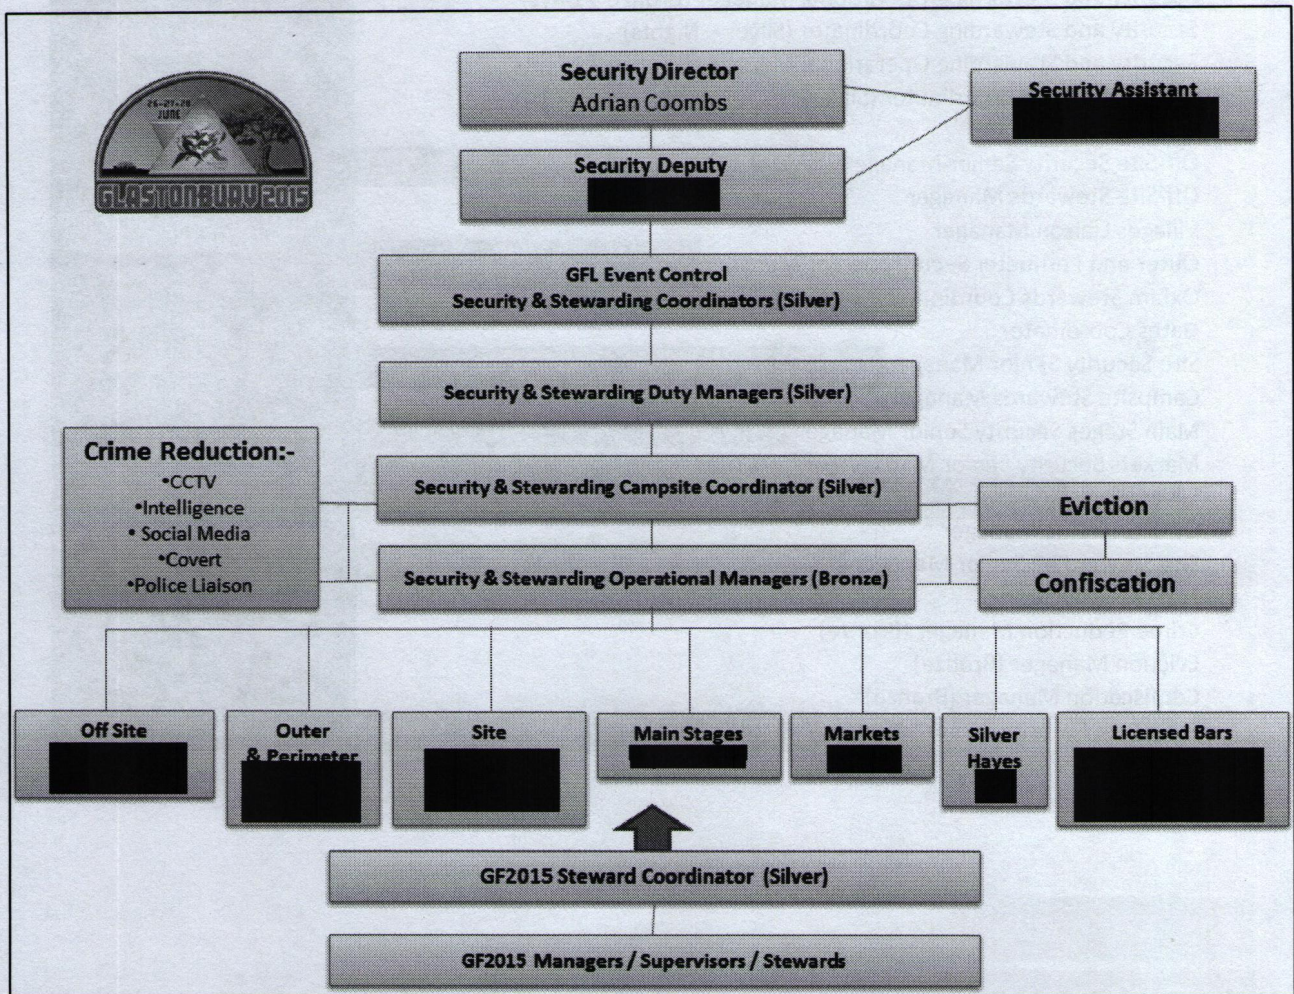 Security Director
Adrian Coombs
Security Assistant
26-27-28
JUNE
GLASTONBURY 2015
Security Deputy
GFL Event Control
Security & Stewarding Coordinators (Silver)
Security & Stewarding Duty Managers (Silver)
Crime Reduction:-
•CCTV
•Intelligence
• Social Media
•Covert
•Police Liaison
Security & Stewarding Campsite Coordinator (Silver)
Security & Stewarding Operational Managers (Bronze)
Eviction
Confiscation
Off Site
Outer
& Perimeter
Site
Main Stages
Markets
Silver
Hayes
Licensed Bars
GF2015 Steward Coordinator (Silver)
GF2015 Managers / Supervisors / Stewards